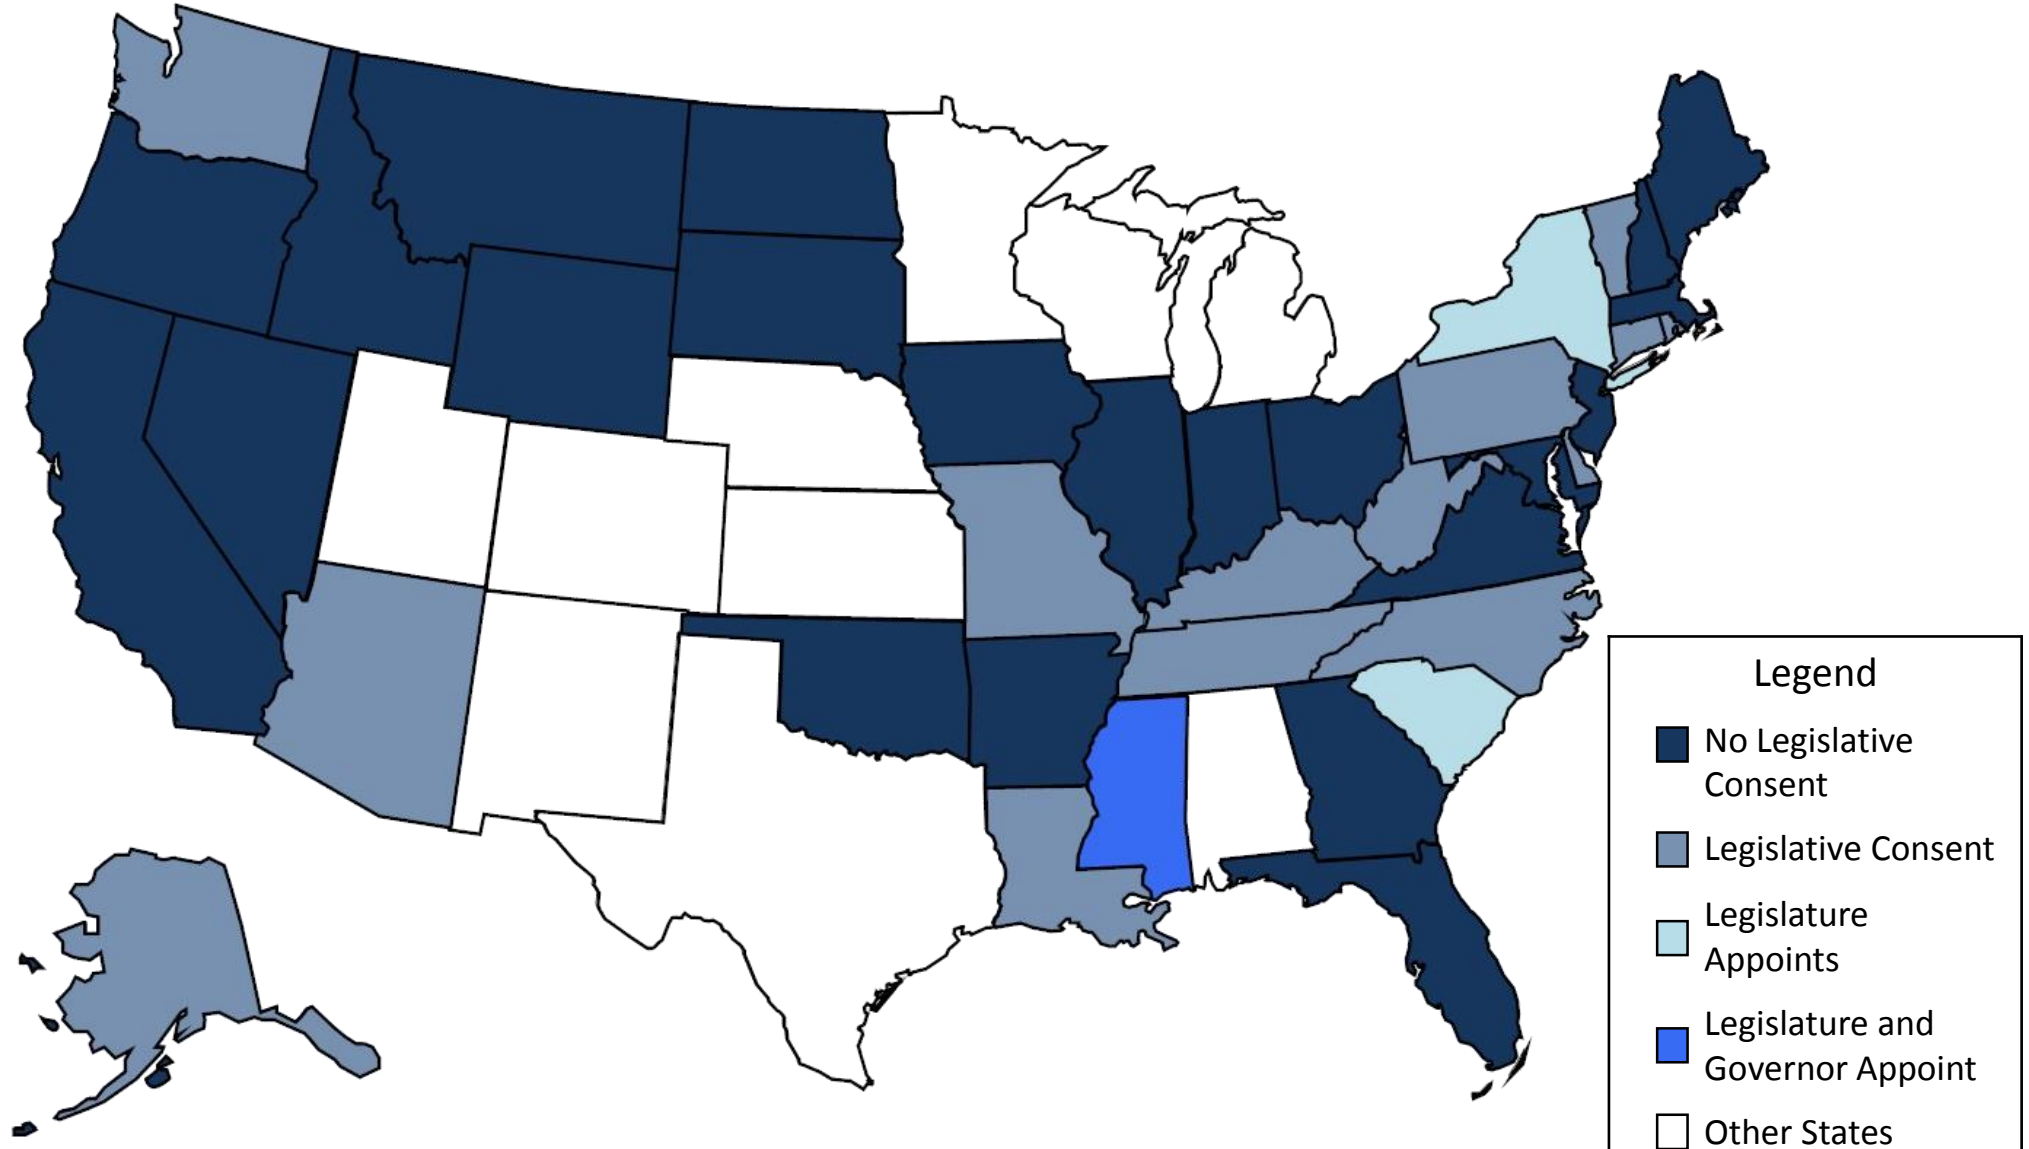 Legend
No Legislative
Consent
Legislative Consent
Legislature
Appoints
Legislature and
Governor Appoint
Other States